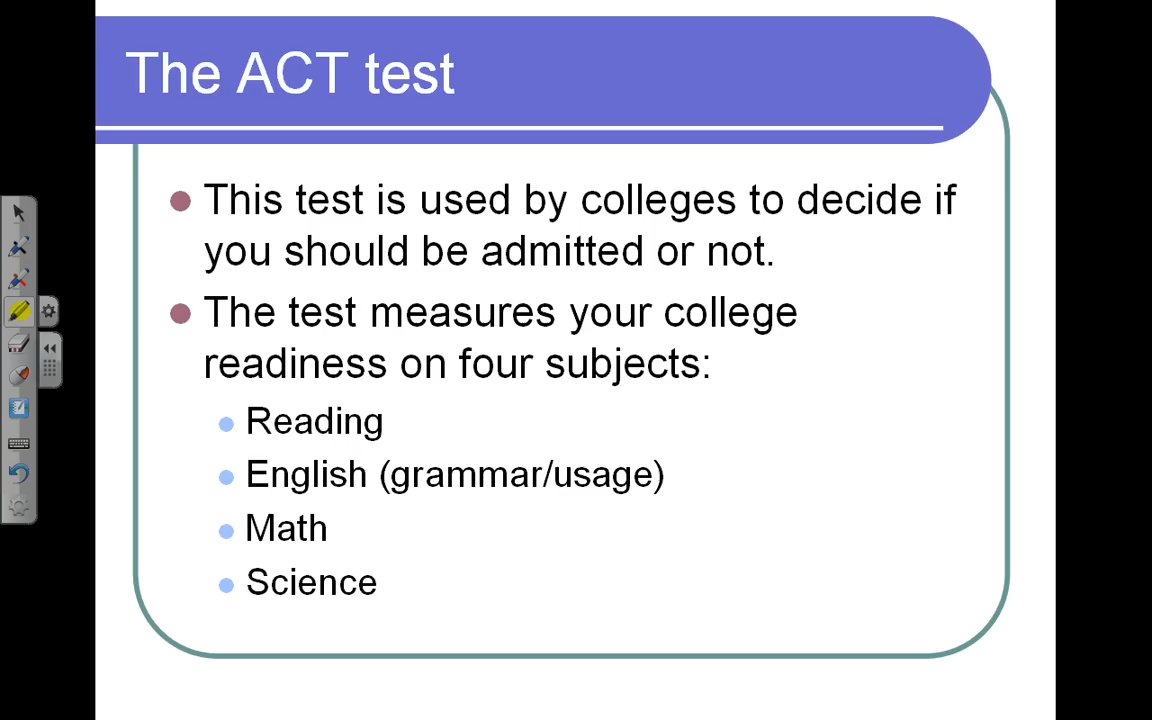 The ACT test
This test is used by colleges to decide if
you should be admitted or not.
The test measures your college
readiness on four subjects:
Reading
English (grammar/usage)
Math
Science